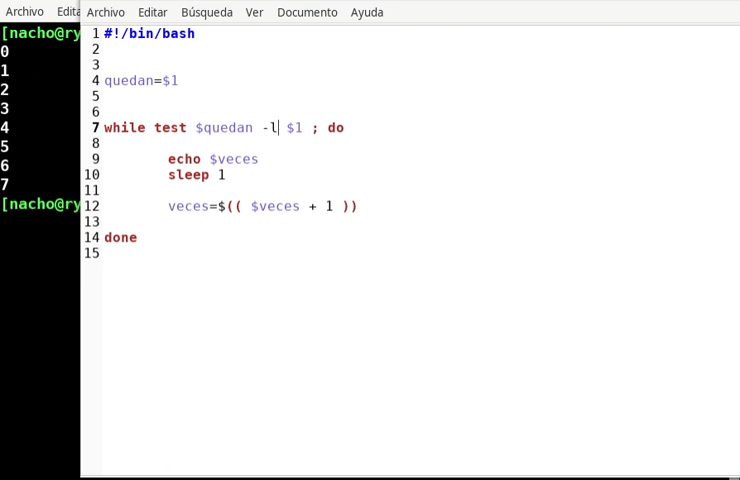 Archivo Edita
[nacho@ry
0
1
2
3
4
5
6
7
[nacho@ry
Archivo Editar Búsqueda Ver Documento Ayuda
1 #!/bin/bash
2
3
4 quedan=$1
5
6
7 while test $quedan -l $1 ; do
8
9 echo $veces
10 sleep 1
11
12 veces=$(( $veces + 1 ))
13
14 done
15